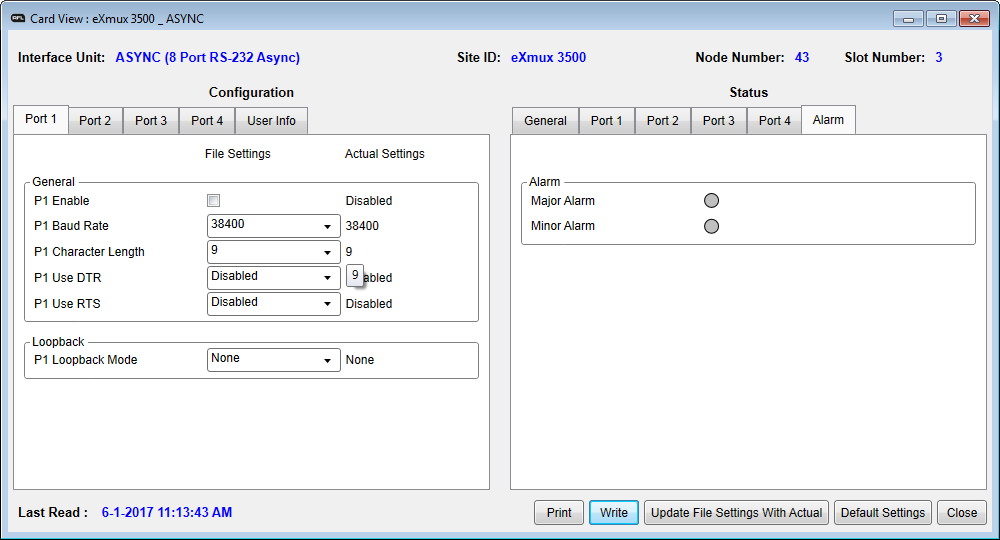 AFL Card View : eXmux 3500 _ ASYNC
Interface Unit: ASYNC (8 Port RS-232 Async) Site ID: eXmux 3500 Node Number: 43 Slot Number: 3
Configuration
Port 1 Port 2 Port 3 Port 4 User Info
File Settings Actual Settings
General
P1 Enable Disabled
P1 Baud Rate 38400 38400
P1 Character Length 9 9
P1 Use DTR Disabled 9 abled
P1 Use RTS Disabled Disabled
Loopback
P1 Loopback Mode None None
Status
General Port 1 Port 2 Port 3 Port 4 Alarm
Alarm
Major Alarm
Minor Alarm
Last Read : 6-1-2017 11:13:43 AM
Print Write Update File Settings With Actual Default Settings Close